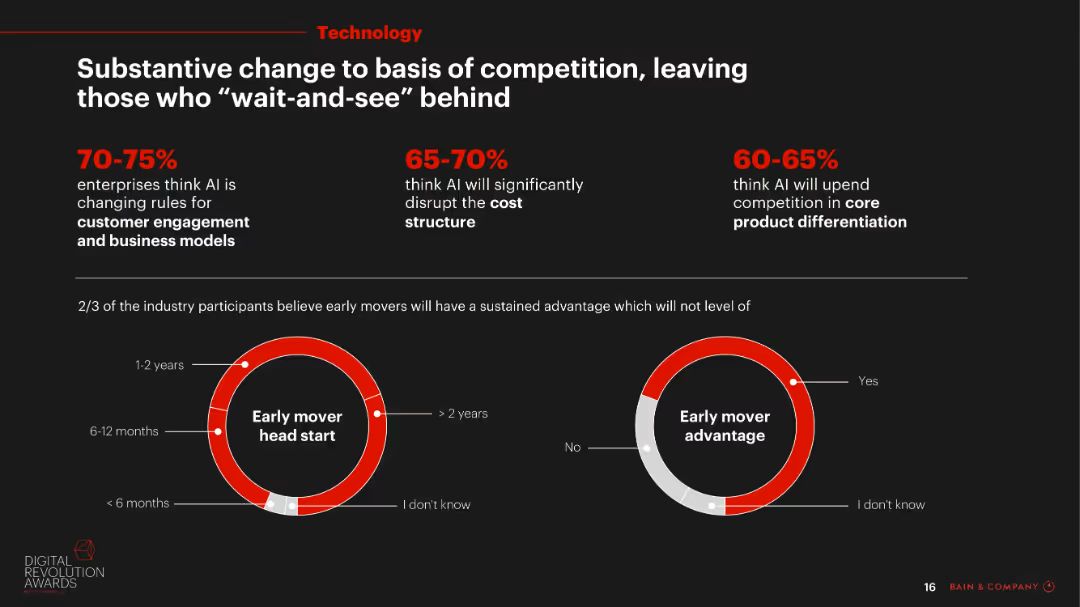 Technology
Substantive change to basis of competition, leaving
those who “wait-and-see” behind
70-75%
enterprises think AI is
changing rules for
customer engagement
and business models
65-70%
think AI will significantly
disrupt the cost
structure
60-65%
think AI will upend
competition in core
product differentiation
2/3 of the industry participants believe early movers will have a sustained advantage which will not level of
1-2 years
6-12 months
< 6 months
Early mover
head start
> 2 years
I don't know
No
Early mover
advantage
Yes
I don't know
DIGITAL
REVOLUTION
AWARDS
16
BAIN & COMPANY